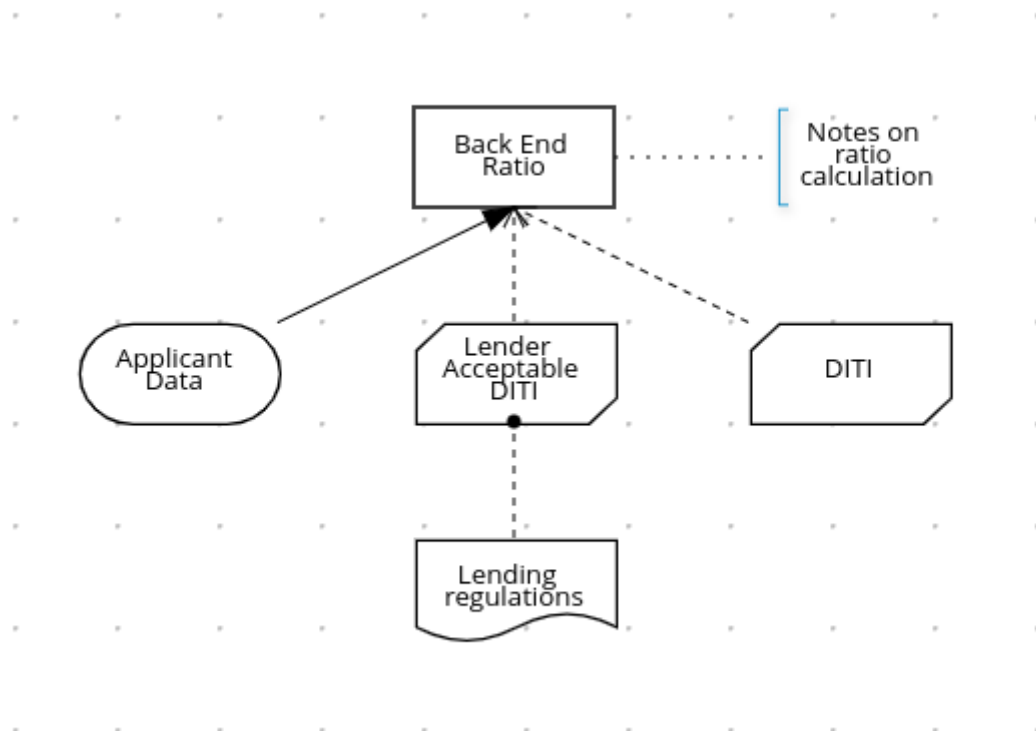 Back End
Ratio
Notes on
ratio
calculation
Applicant
Data
Lender
Acceptable
DITI
DITI
Lending
regulations